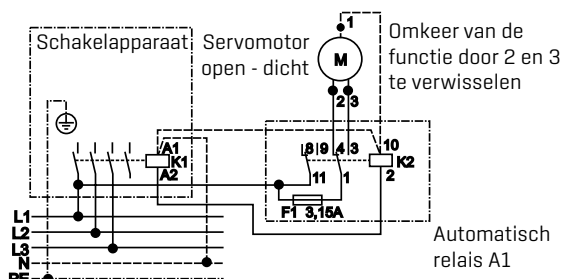 Schakelapparaat
Servomotor
open - dicht
Omkeer van de
functie door 2 en 3
te verwisselen
1
M
2 3
A1
K1
A2
8 9 4 3
10
K2
11
1
2
F1 3,15A
L1
L2
L3
N
PE
Automatisch
relais A1